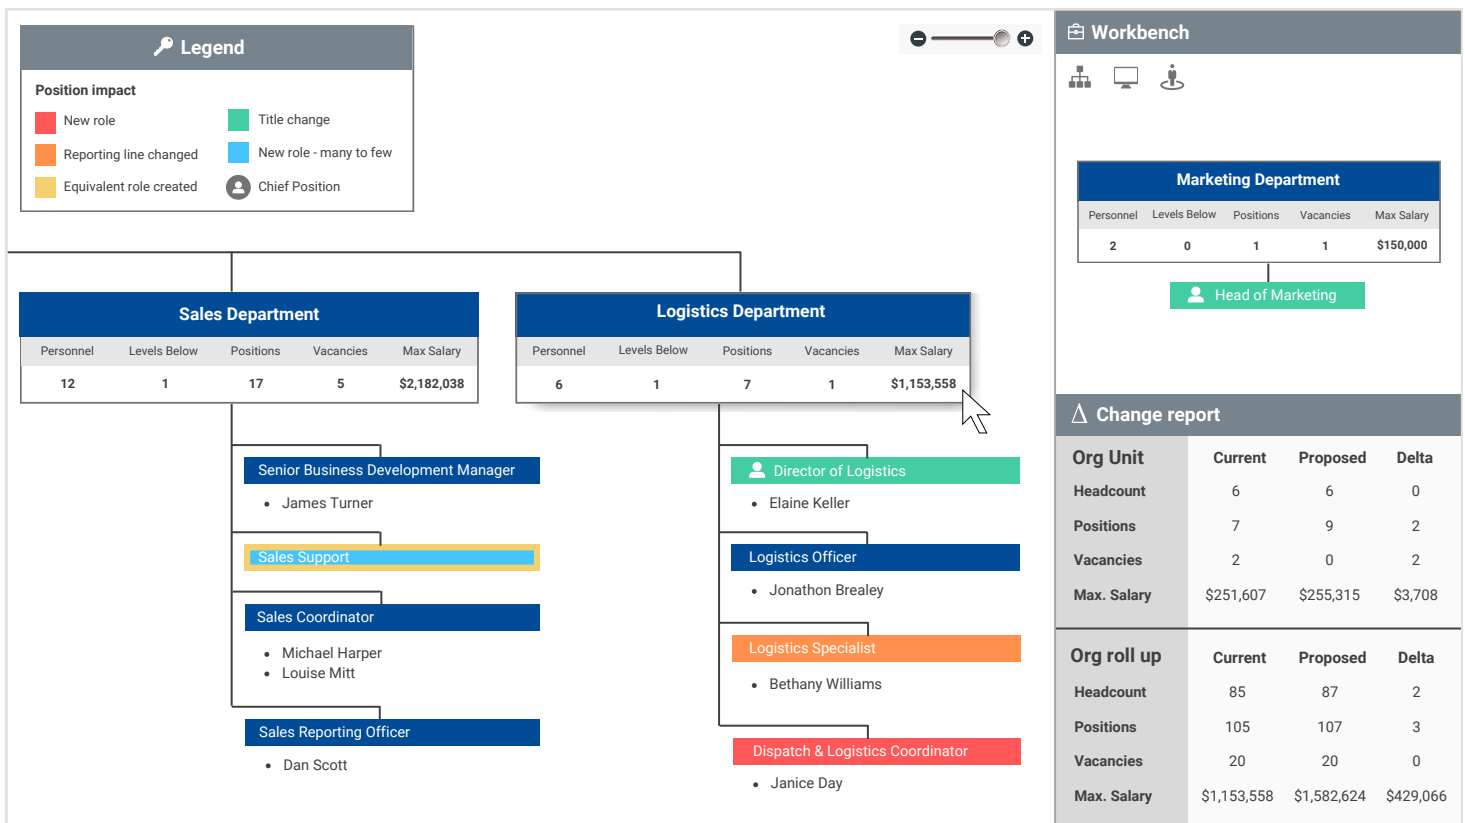 Legend
Position impact
New role
Title change
Reporting line changed
New role - many to few
Equivalent role created
Chief Position
Sales Department
Personnel Levels Below Positions Vacancies Max Salary
12 1 17 5 $2,182,038
Senior Business Development Manager
James Turner
Sales Support
Sales Coordinator
Michael Harper
Louise Mitt
Sales Reporting Officer
Dan Scott
Logistics Department
Personnel Levels Below Positions Vacancies Max Salary
6 1 7 1 $1,153,558
Director of Logistics
Elaine Keller
Logistics Officer
Jonathon Brealey
Logistics Specialist
Bethany Williams
Dispatch & Logistics Coordinator
Janice Day
Workbench
Marketing Department
Personnel Levels Below Positions Vacancies Max Salary
2 0 1 1 $150,000
Head of Marketing
Change report
Org Unit Current Proposed Delta
Headcount 6 6 0
Positions 7 9 2
Vacancies 2 0 2
Max. Salary $251,607 $255,315 $3,708
Org roll up Current Proposed Delta
Headcount 85 87 2
Positions 105 107 3
Vacancies 20 20 0
Max. Salary $1,153,558 $1,582,624 $429,066